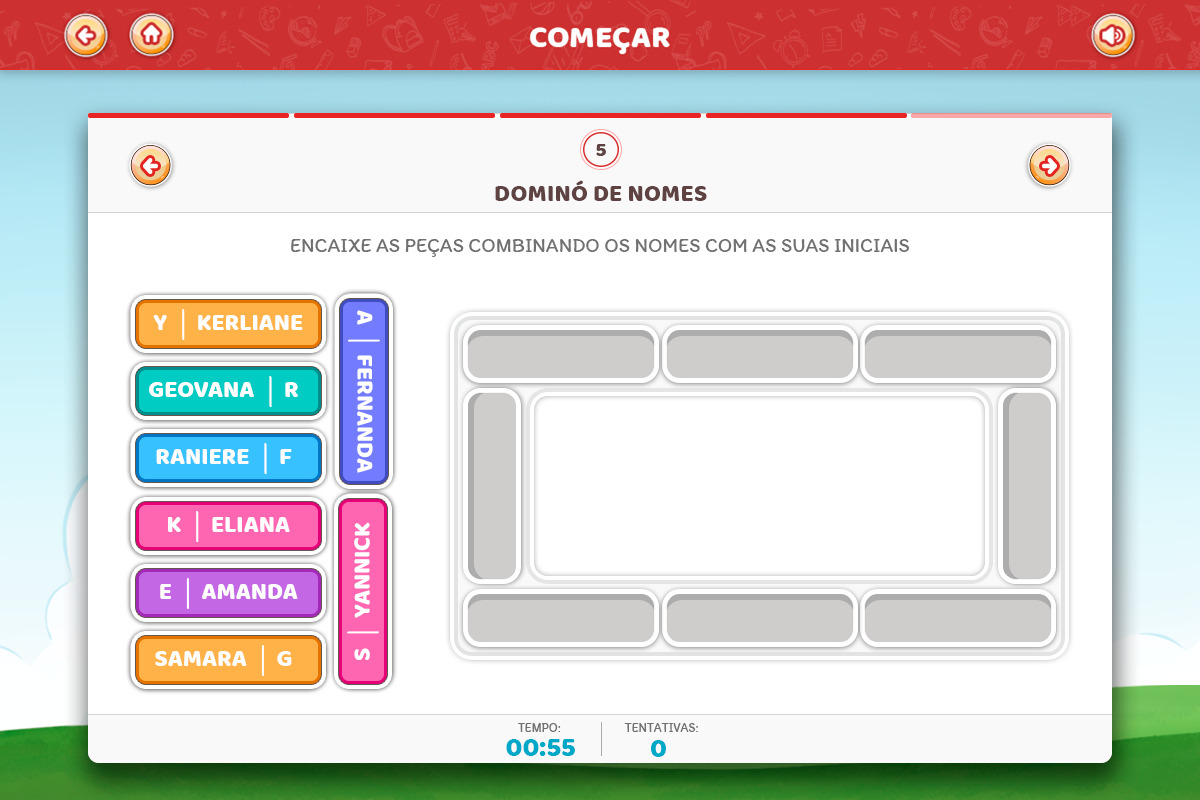 COMEÇAR
5
DOMINÓ DE NOMES
ENCAIXE AS PEÇAS COMBINANDO OS NOMES COM AS SUAS INICIAIS
Y | KERLIANE
GEOVANA | R
RANIERE | F
K | ELIANA
E | AMANDA
SAMARA | G
A | FERNANDA
S | YANNICK
TEMPO:
00:55
TENTATIVAS:
0